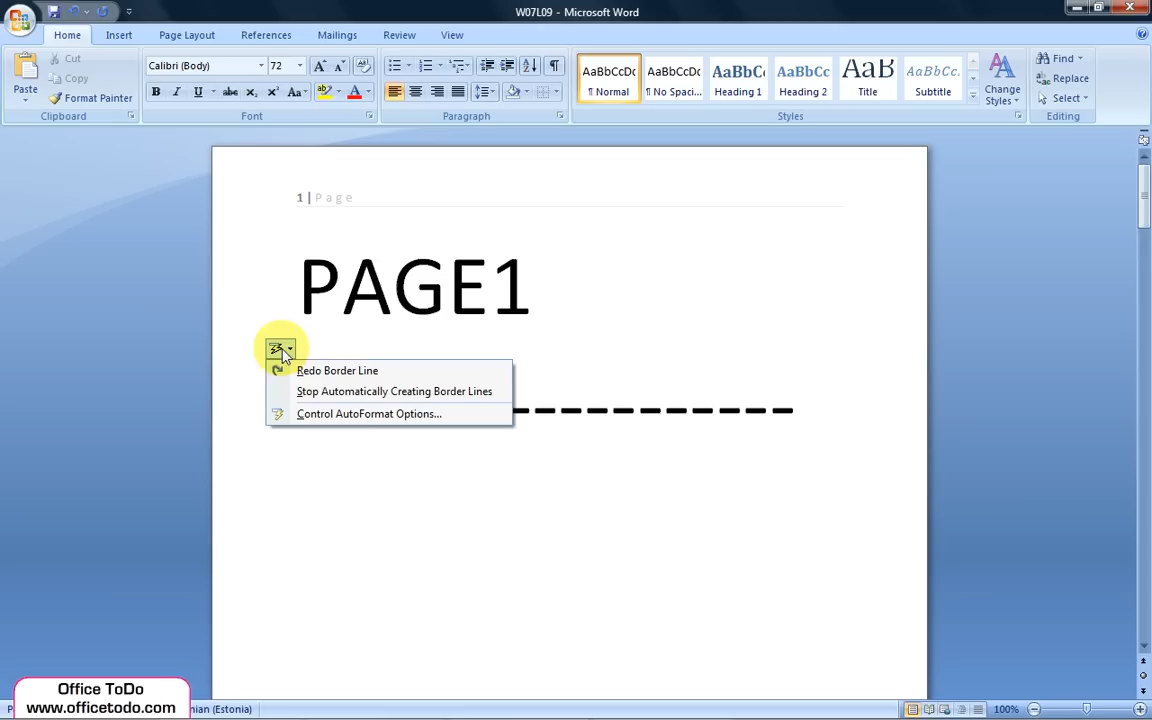 W07L09 - Microsoft Word
Home Insert Page Layout References Mailings Review View
Paste
Cut
Copy
Format Painter
Clipboard
Calibri (Body) 72
Font
Paragraph
AaBbCcDc AaBbCcDc AaBbCc AaBbCc AaB AaBbCc.
¶ Normal ¶ No Spaci... Heading 1 Heading 2 Title Subtitle
Change
Styles
Styles
Find
Replace
Select
Editing
1 | Page
PAGE1
Redo Border Line
Stop Automatically Creating Border Lines
Control AutoFormat Options...
Office ToDo
www.officetodo.com
nian (Estonia)
100%